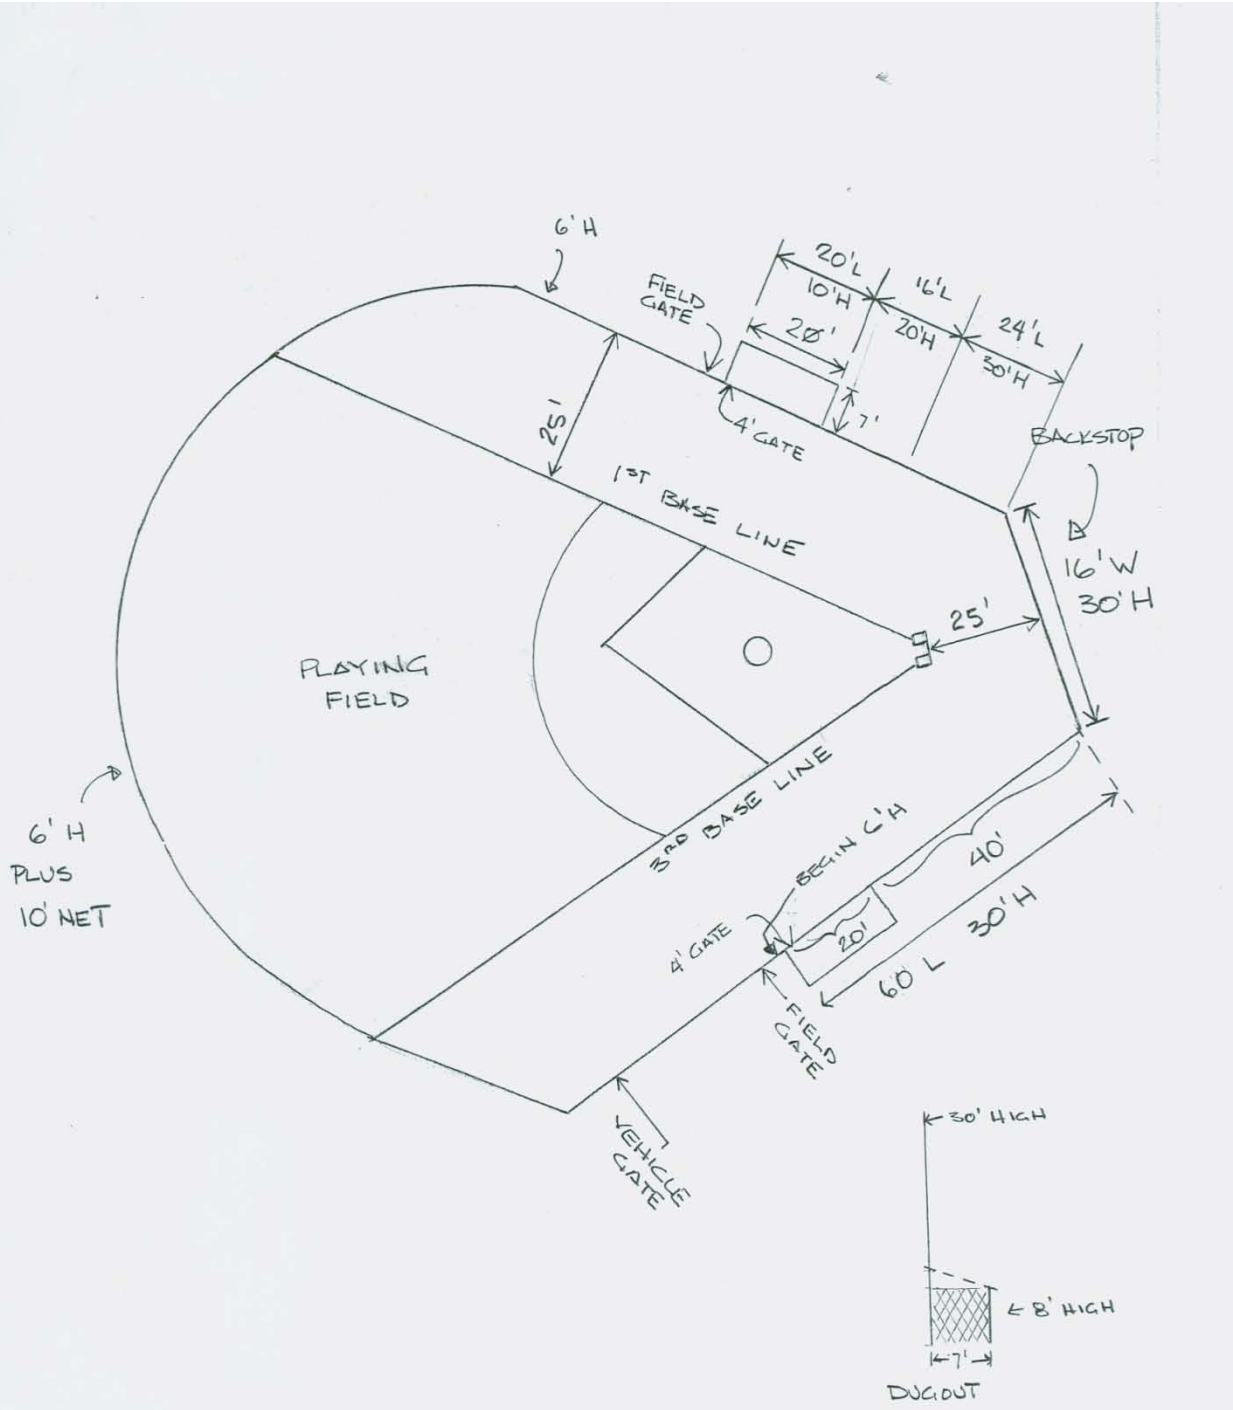 6' H
20'L
10'H
16'L
20'H
24'L
30'H
FIELD
GATE
20'
7'
4' GATE
BACKSTOP
25'
1ST BASE LINE
16' W
30' H
25'
PLAYING
FIELD
3RD BASE LINE
6' H
PLUS
10' NET
BEGIN 6' H
40'
30' H
4' GATE
20'
60 L
FIELD
GATE
VEHICLE
GATE
30' HIGH
8' HIGH
7'
DUGOUT